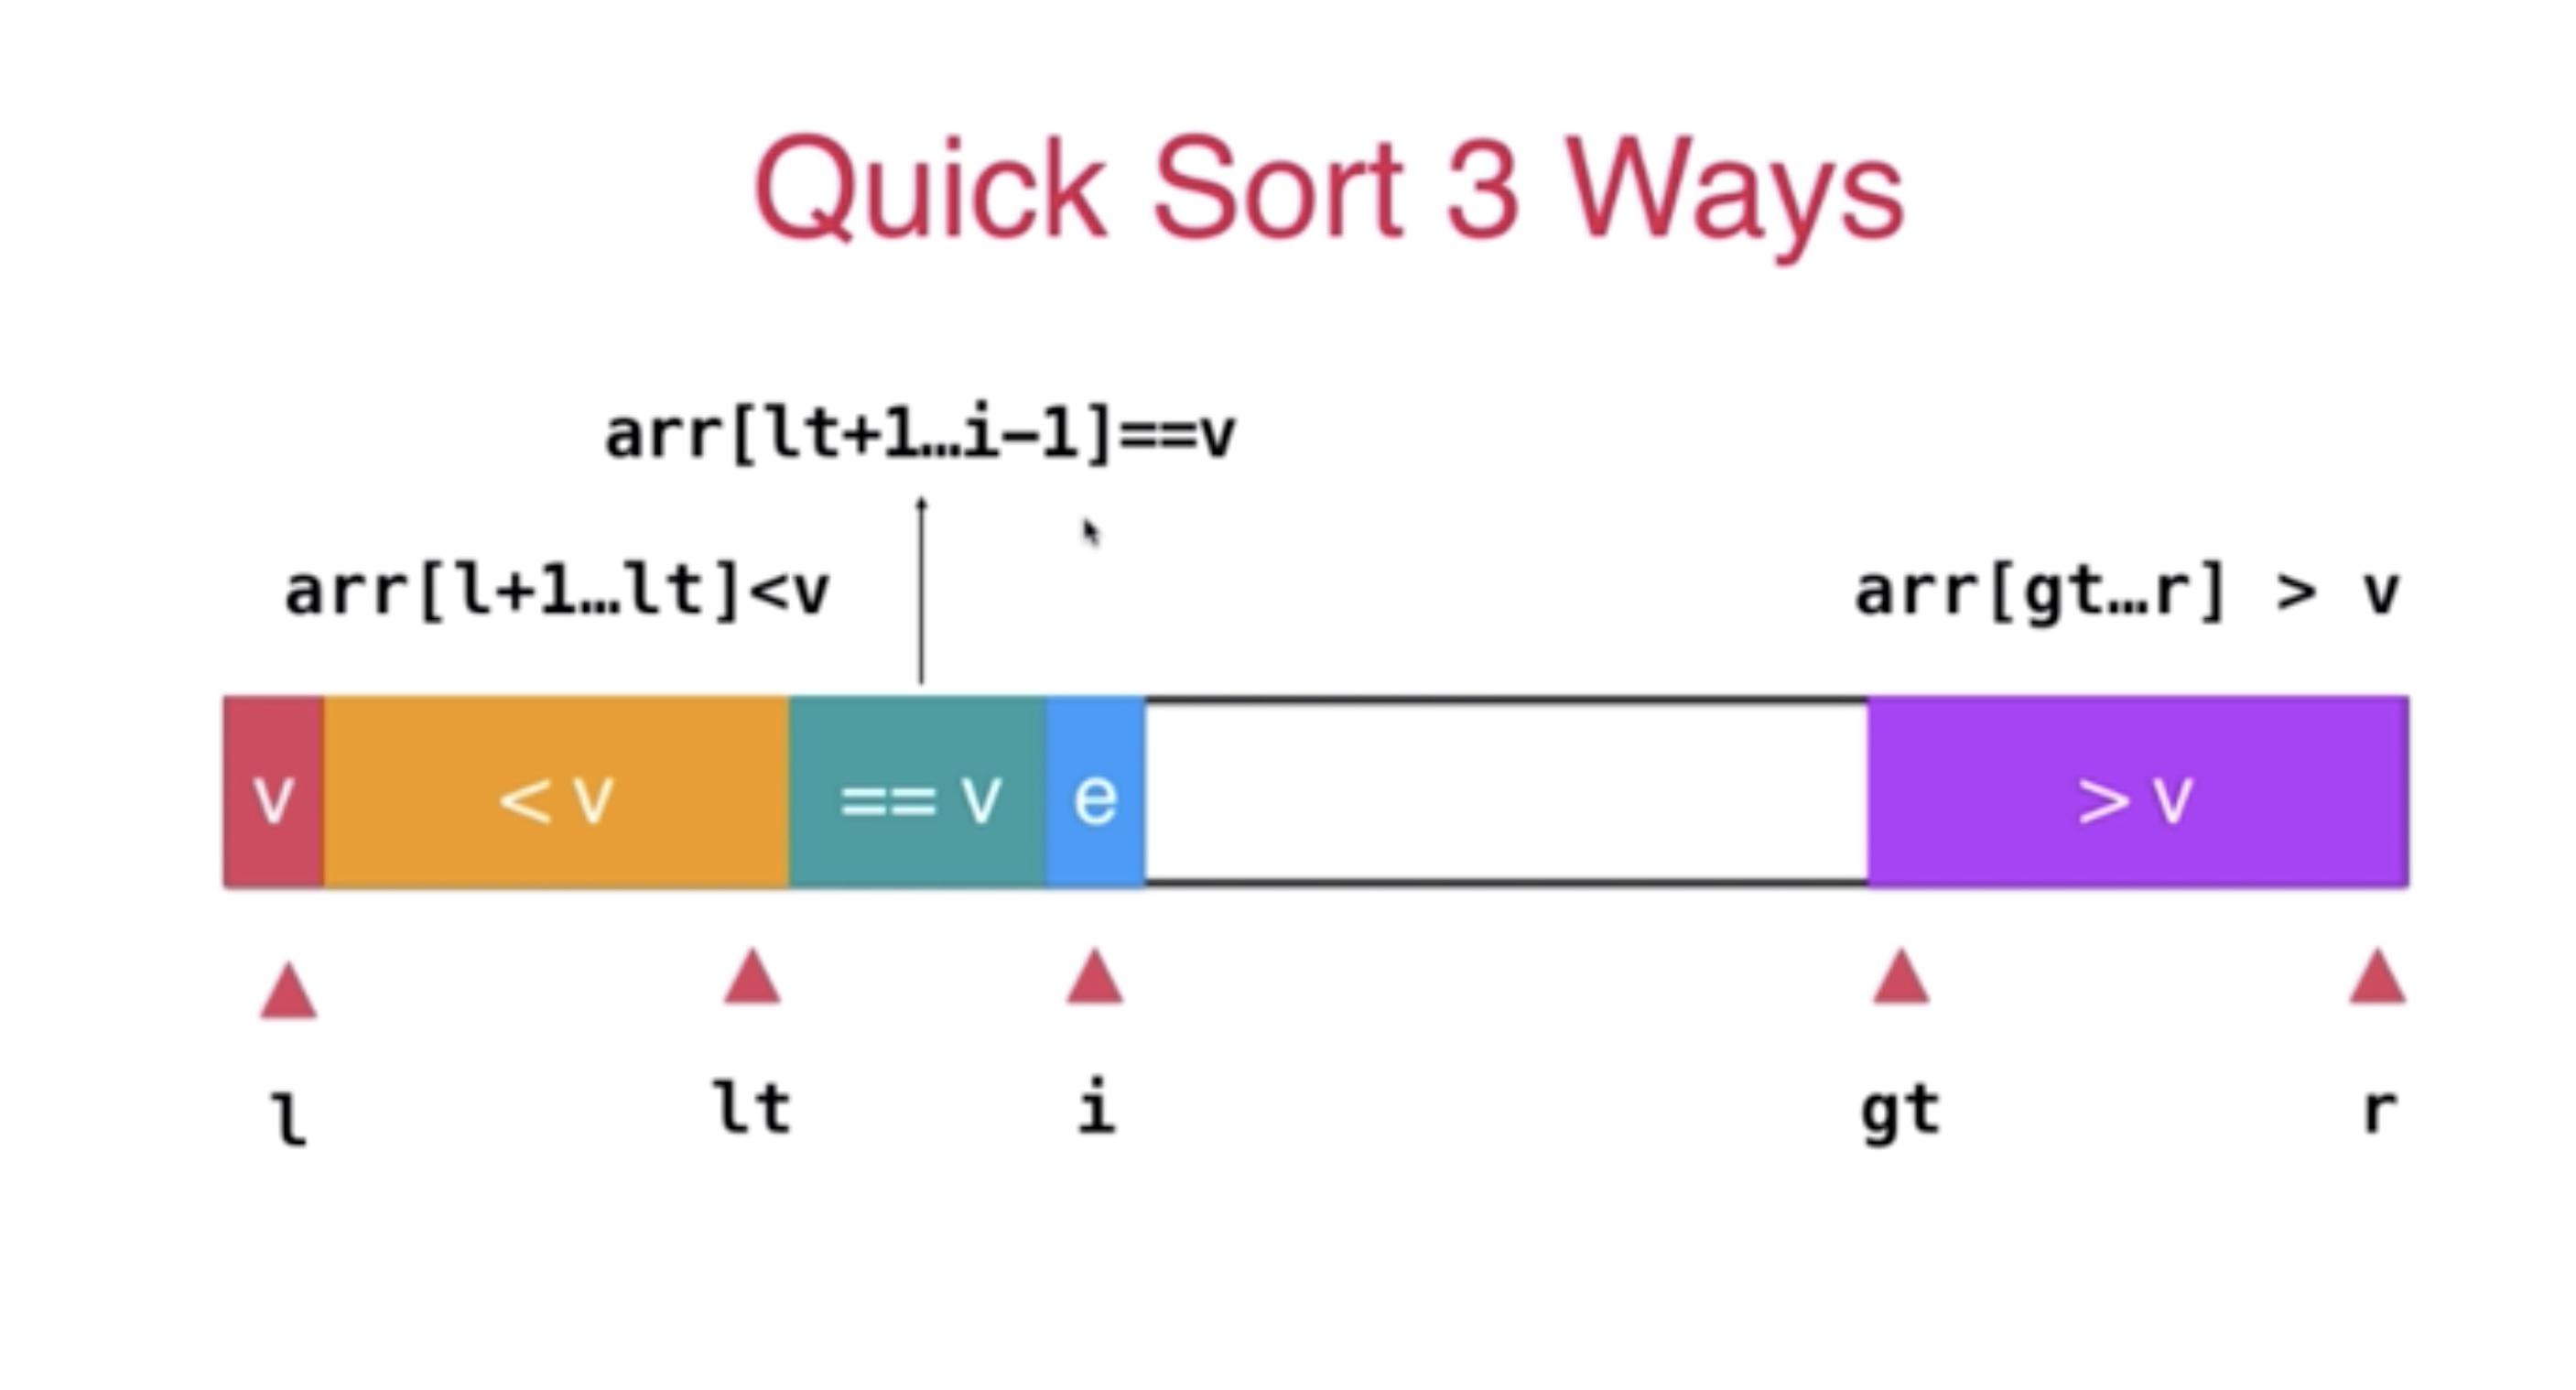 Quick Sort 3 Ways
arr[lt+1…i-1]==v
arr[l+1…lt]<v
arr[gt…r] > v
v
< v
== v
e
> v
l
lt
i
gt
r